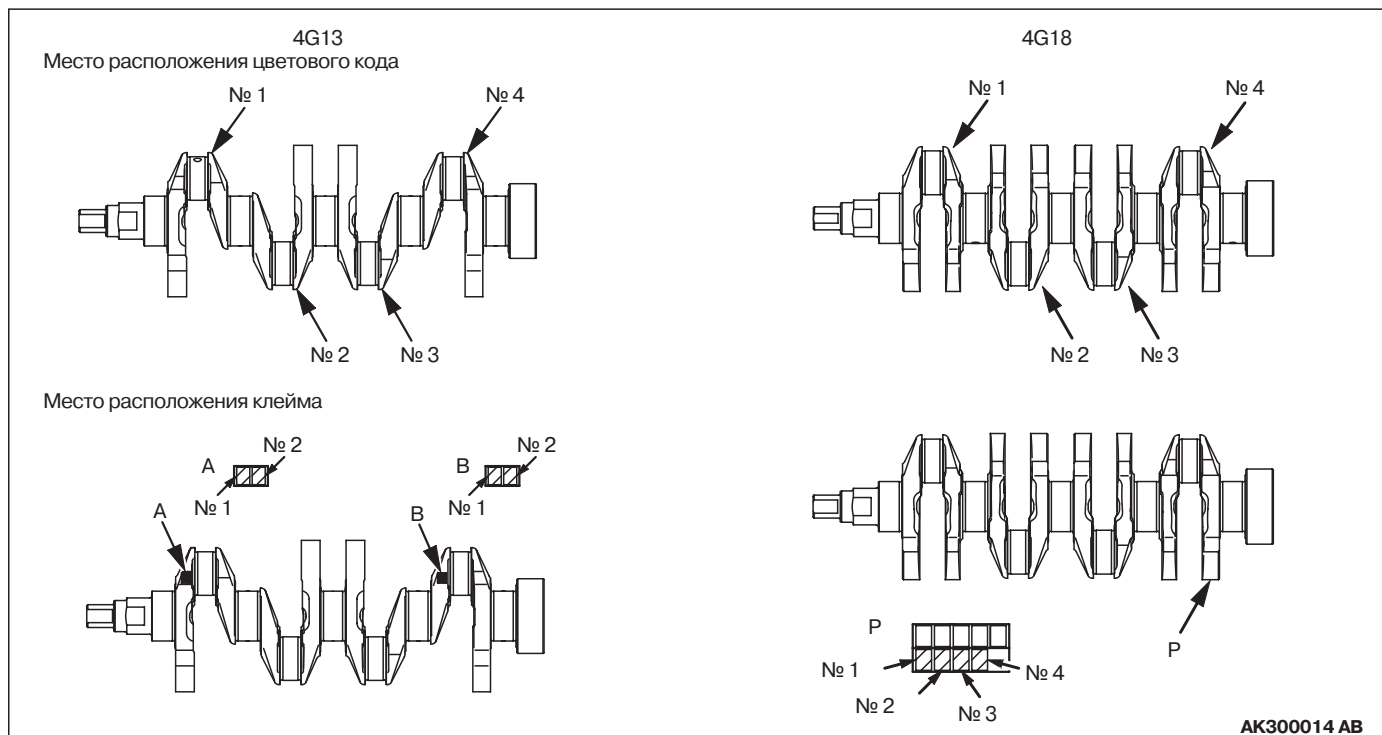 4G13
4G18
Место расположения цветового кода
№ 1
№ 4
№ 2
№ 3
№ 1
№ 4
№ 2
№ 3
Место расположения клейма
A
№ 2
№ 1
B
№ 2
№ 1
A
B
P
P
№ 1
№ 4
№ 2
№ 3
AK300014 AB